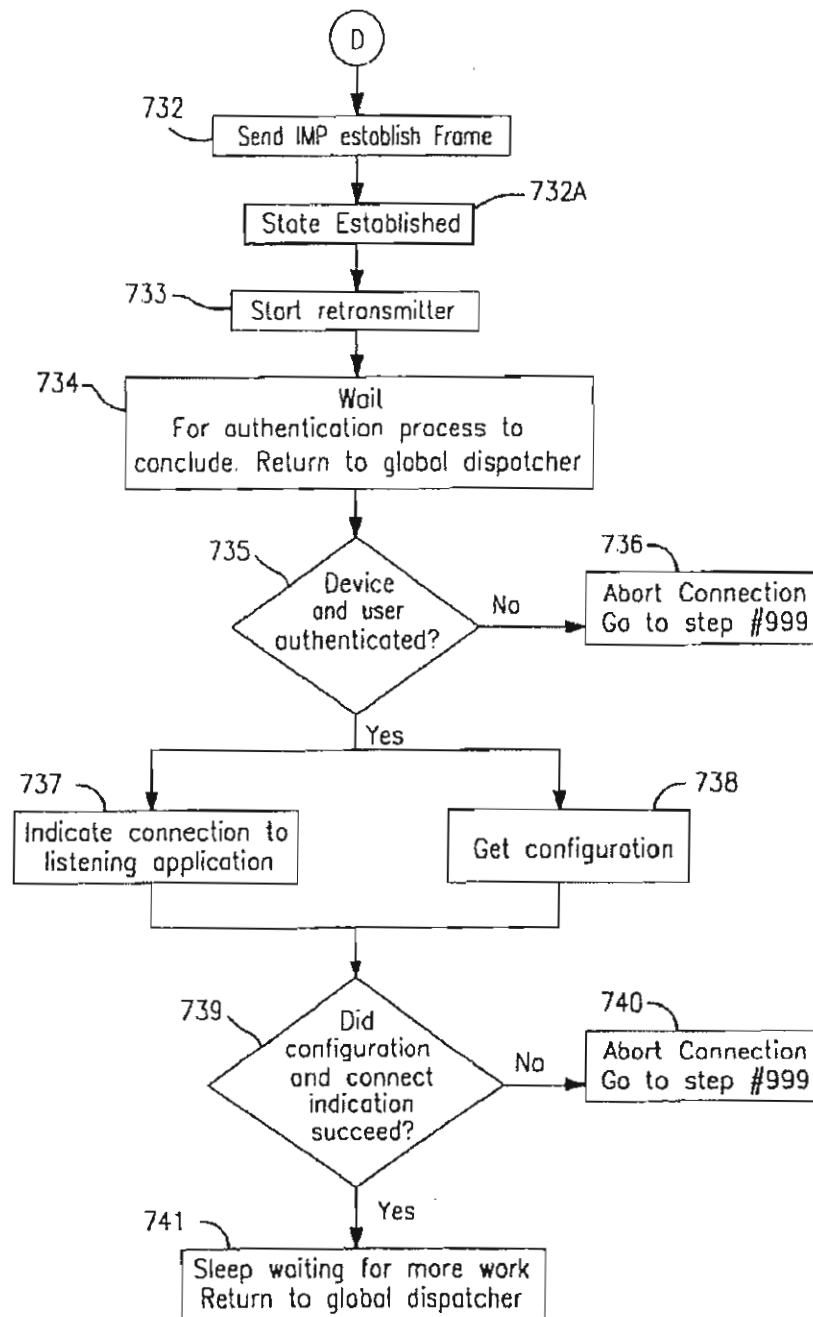 D
732
Send IMP establish Frame
732A
State Established
733
Start retransmitter
734
Wait
For authentication process to
conclude. Return to global dispatcher
735
Device
and user
authenticated?
No
736
Abort Connection
Go to step #999
Yes
737
Indicate connection to
listening application
738
Get configuration
739
Did
configuration
and connect
indication
succeed?
No
740
Abort Connection
Go to step #999
Yes
741
Sleep waiting for more work
Return to global dispatcher